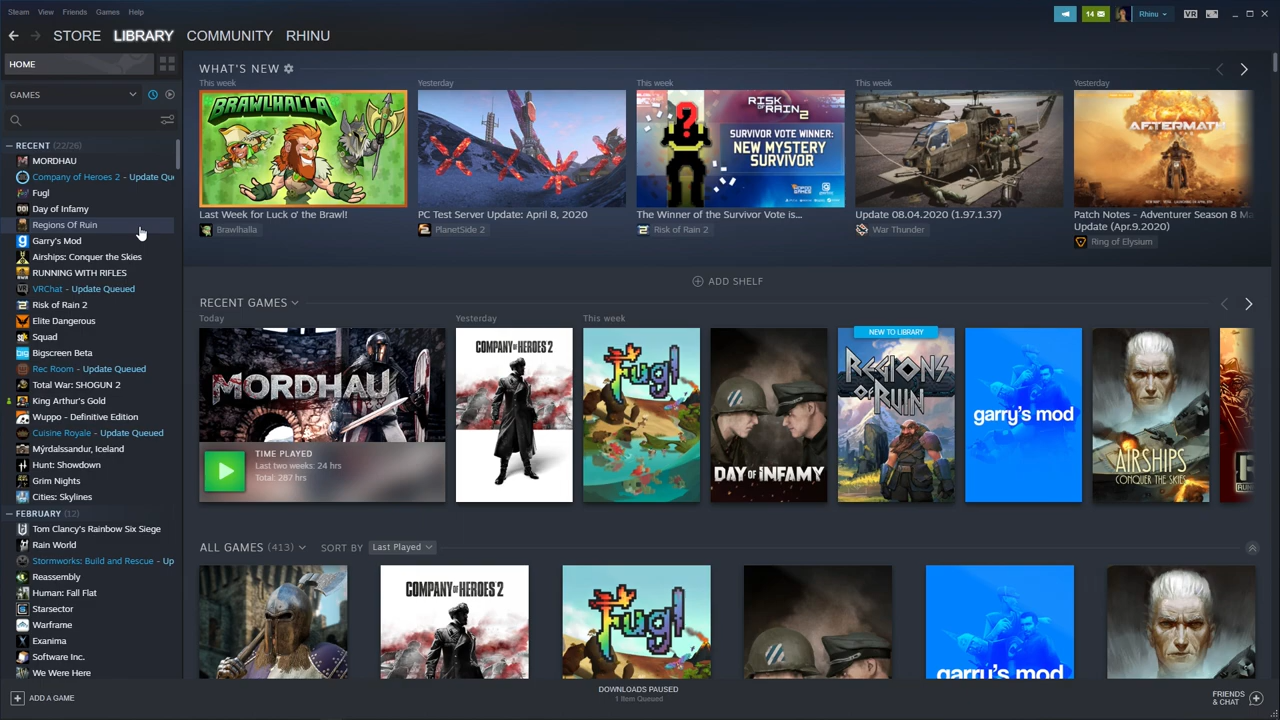 Steam View Friends Games Help
14
Rhinu
VR
STORE LIBRARY COMMUNITY RHINU
HOME
GAMES
RECENT (22/26)
MORDHAU
Company of Heroes 2 - Update Que
Fugl
Day of Infamy
Regions Of Ruin
Garry's Mod
Airships: Conquer the Skies
RUNNING WITH RIFLES
VRChat - Update Queued
Risk of Rain 2
Elite Dangerous
Squad
Bigscreen Beta
Rec Room - Update Queued
Total War: SHOGUN 2
King Arthur's Gold
Wuppo - Definitive Edition
Cuisine Royale - Update Queued
Mýrdalssandur, Iceland
Hunt: Showdown
Grim Nights
Cities: Skylines
FEBRUARY (12)
Tom Clancy's Rainbow Six Siege
Rain World
Stormworks: Build and Rescue - Up
Reassembly
Human: Fall Flat
Starsector
Warframe
Exanima
Software Inc.
We Were Here
WHAT'S NEW
This week
BRAWLHALLA
Last Week for Luck o' the Brawl!
Brawlhalla
Yesterday
PC Test Server Update: April 8, 2020
PlanetSide 2
This week
RISK OF RAIN 2
SURVIVOR VOTE WINNER:
NEW MYSTERY
SURVIVOR
The Winner of the Survivor Vote is...
Risk of Rain 2
This week
Update 08.04.2020 (1.97.1.37)
War Thunder
Yesterday
AFTERMATH
Patch Notes - Adventurer Season 8 Ma
Update (Apr.9.2020)
Ring of Elysium
ADD SHELF
RECENT GAMES
Today
MORDHAU
TIME PLAYED
Last two weeks: 24 hrs
Total: 287 hrs
Yesterday
COMPANY OF HEROES 2
This week
Fugl
DAY OF INFAMY
NEW TO LIBRARY
REGIONS OF RUIN
garry's mod
AIRSHIPS
CONQUER THE SKIES
ALL GAMES (413)
SORT BY Last Played
COMPANY OF HEROES 2
Fugl
garry's mod
ADD A GAME
DOWNLOADS PAUSED
1 Item Queued
FRIENDS
& CHAT